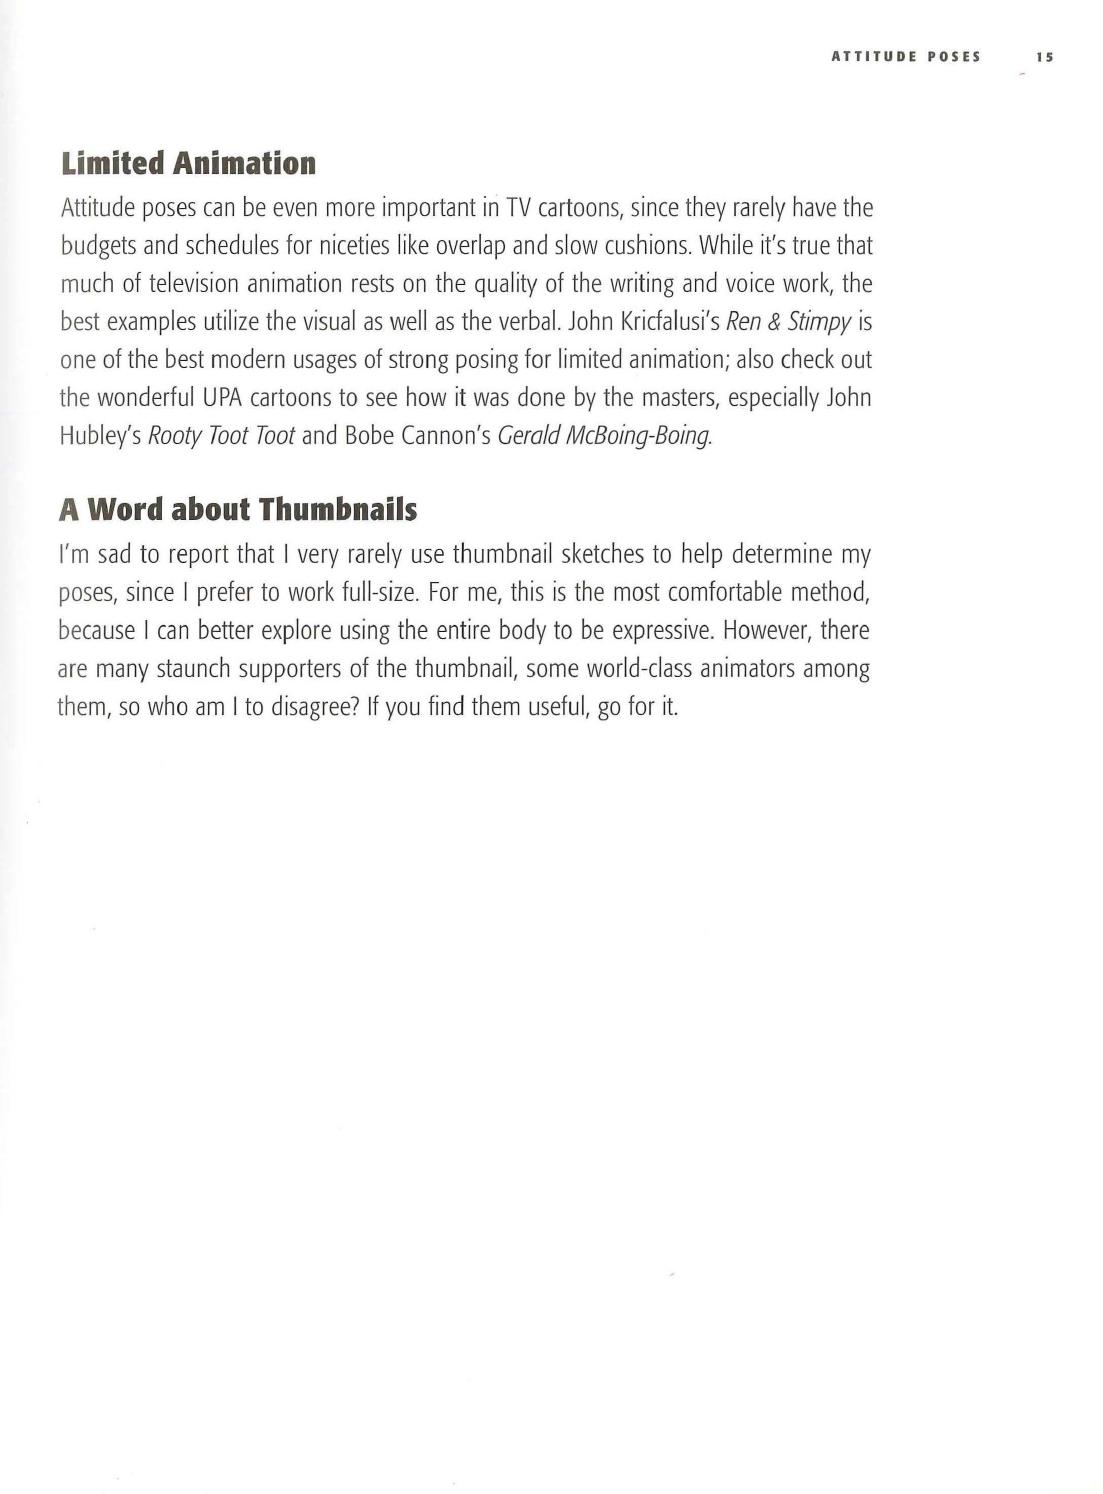 ATTITUDE POSES 15
Limited Animation
Attitude poses can be even more important in TV cartoons, since they rarely have the
budgets and schedules for niceties like overlap and slow cushions. While it's true that
much of television animation rests on the quality of the writing and voice work, the
best examples utilize the visual as well as the verbal. John Kricfalusi's Ren & Stimpy is
one of the best modern usages of strong posing for limited animation; also check out
the wonderful UPA cartoons to see how it was done by the masters, especially John
Hubley's Rooty Toot Toot and Bobe Cannon's Gerald McBoing-Boing.
A Word about Thumbnails
I'm sad to report that I very rarely use thumbnail sketches to help determine my
poses, since I prefer to work full-size. For me, this is the most comfortable method,
because I can better explore using the entire body to be expressive. However, there
are many staunch supporters of the thumbnail, some world-class animators among
them, so who am I to disagree? If you find them useful, go for it.